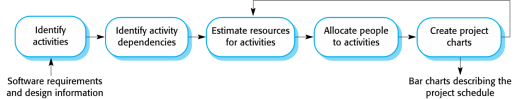 Identify
activities
Identify activity
dependencies
Estimate resources
for activities
Allocate people
to activities
Create project
charts
Software requirements
and design information
Bar charts describing the
project schedule